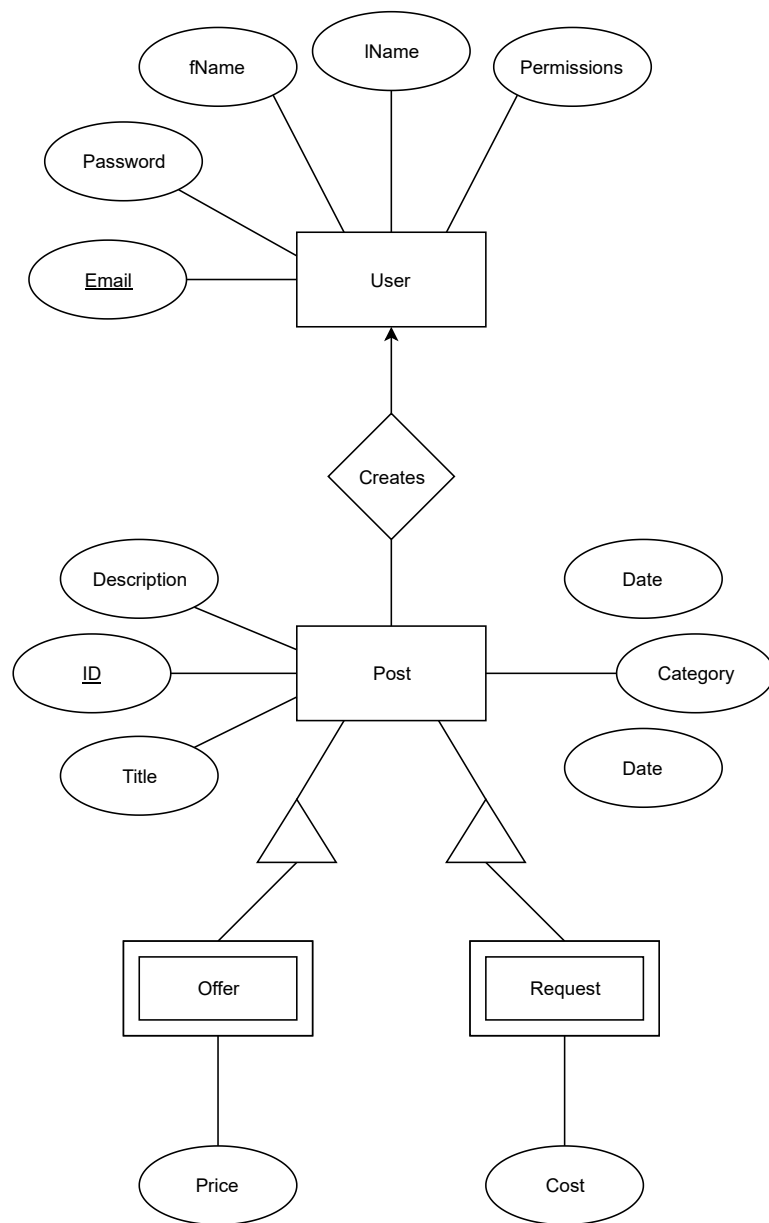 lName
fName
Permissions
Password
Email
User
Creates
Description
Date
ID
Post
Category
Title
Date
Offer
Request
Price
Cost